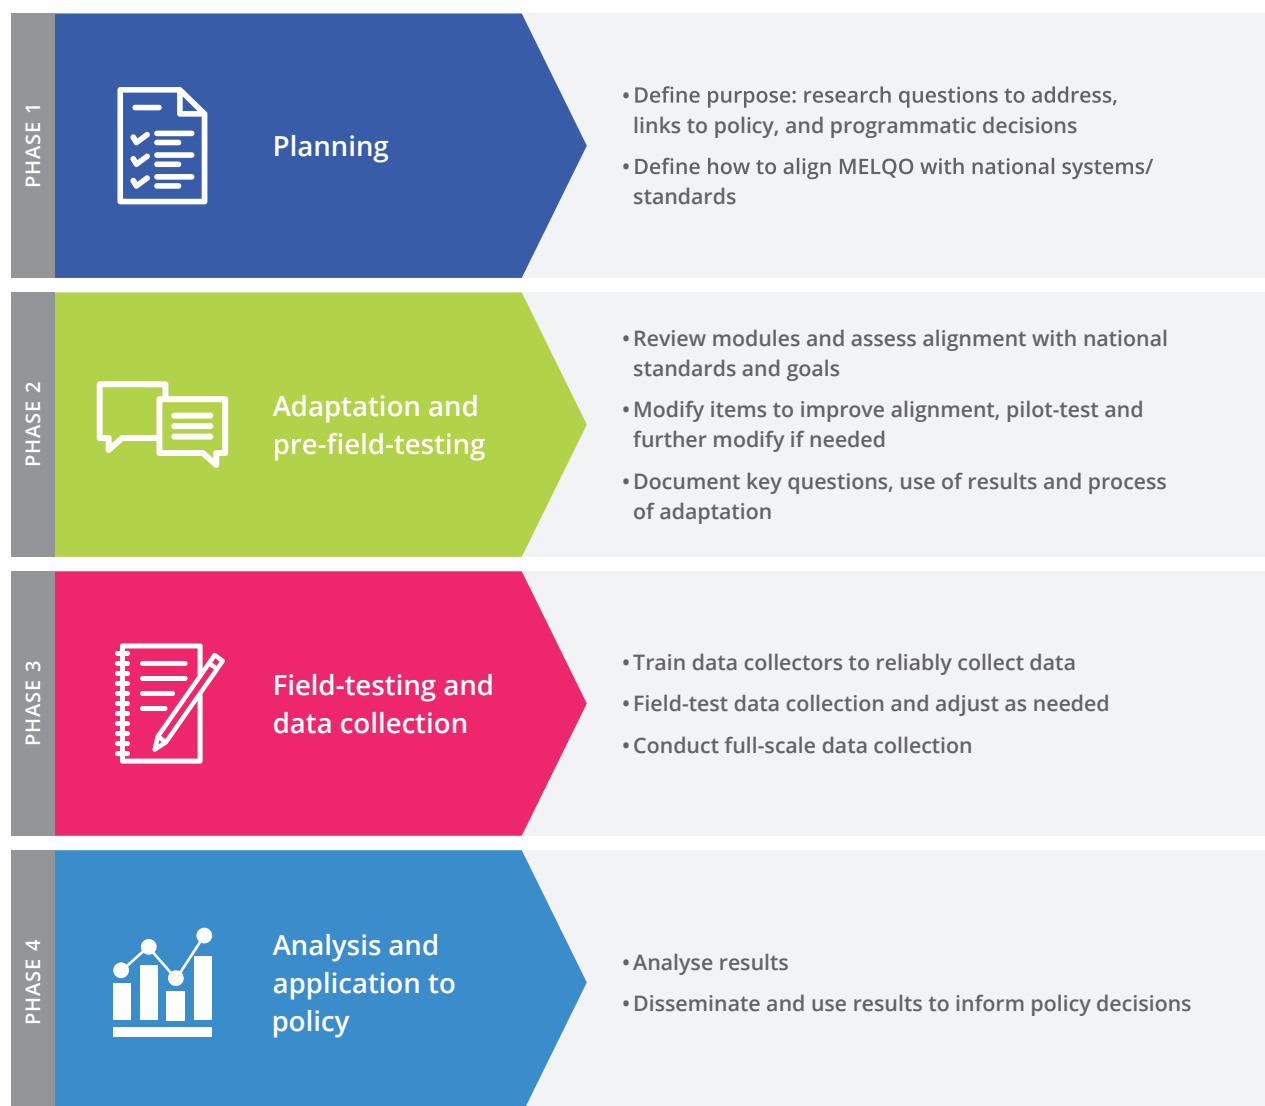 PHASE 1
Planning
• Define purpose: research questions to address,
links to policy, and programmatic decisions
• Define how to align MELQO with national systems/
standards
PHASE 2
Adaptation and
pre-field-testing
• Review modules and assess alignment with national
standards and goals
• Modify items to improve alignment, pilot-test and
further modify if needed
• Document key questions, use of results and process
of adaptation
PHASE 3
Field-testing and
data collection
• Train data collectors to reliably collect data
• Field-test data collection and adjust as needed
• Conduct full-scale data collection
PHASE 4
Analysis and
application to
policy
• Analyse results
• Disseminate and use results to inform policy decisions